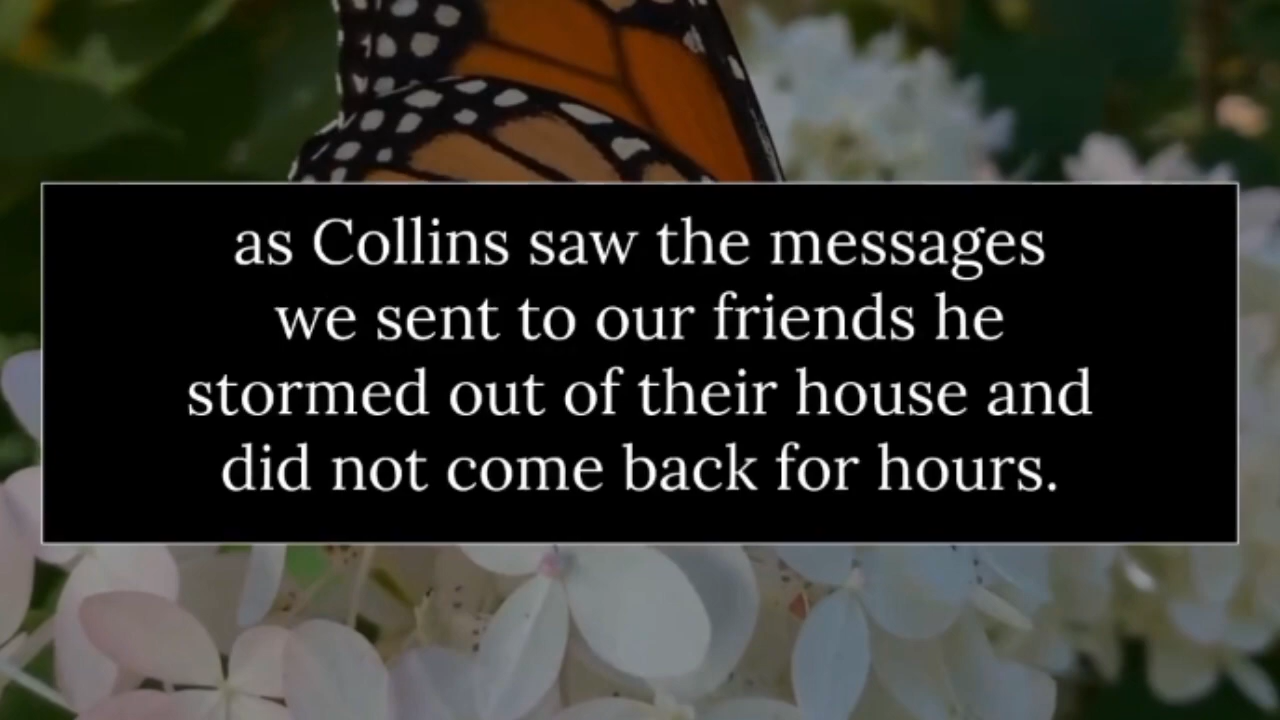 as Collins saw the messages
we sent to our friends he
stormed out of their house and
did not come back for hours.